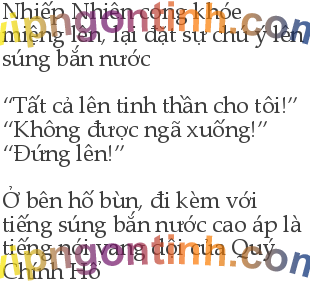 Nhiếp Nhiên cong khóe
miệng lên, lại đặt sự chú ý lên
súng bắn nước
“Tất cả lên tinh thần cho tôi!”
“Không được ngã xuống!”
“Đứng lên!”
Ở bên hố bùn, đi kèm với
tiếng súng bắn nước cao áp là
tiếng nói vang dội của Quý
Chính Hổ